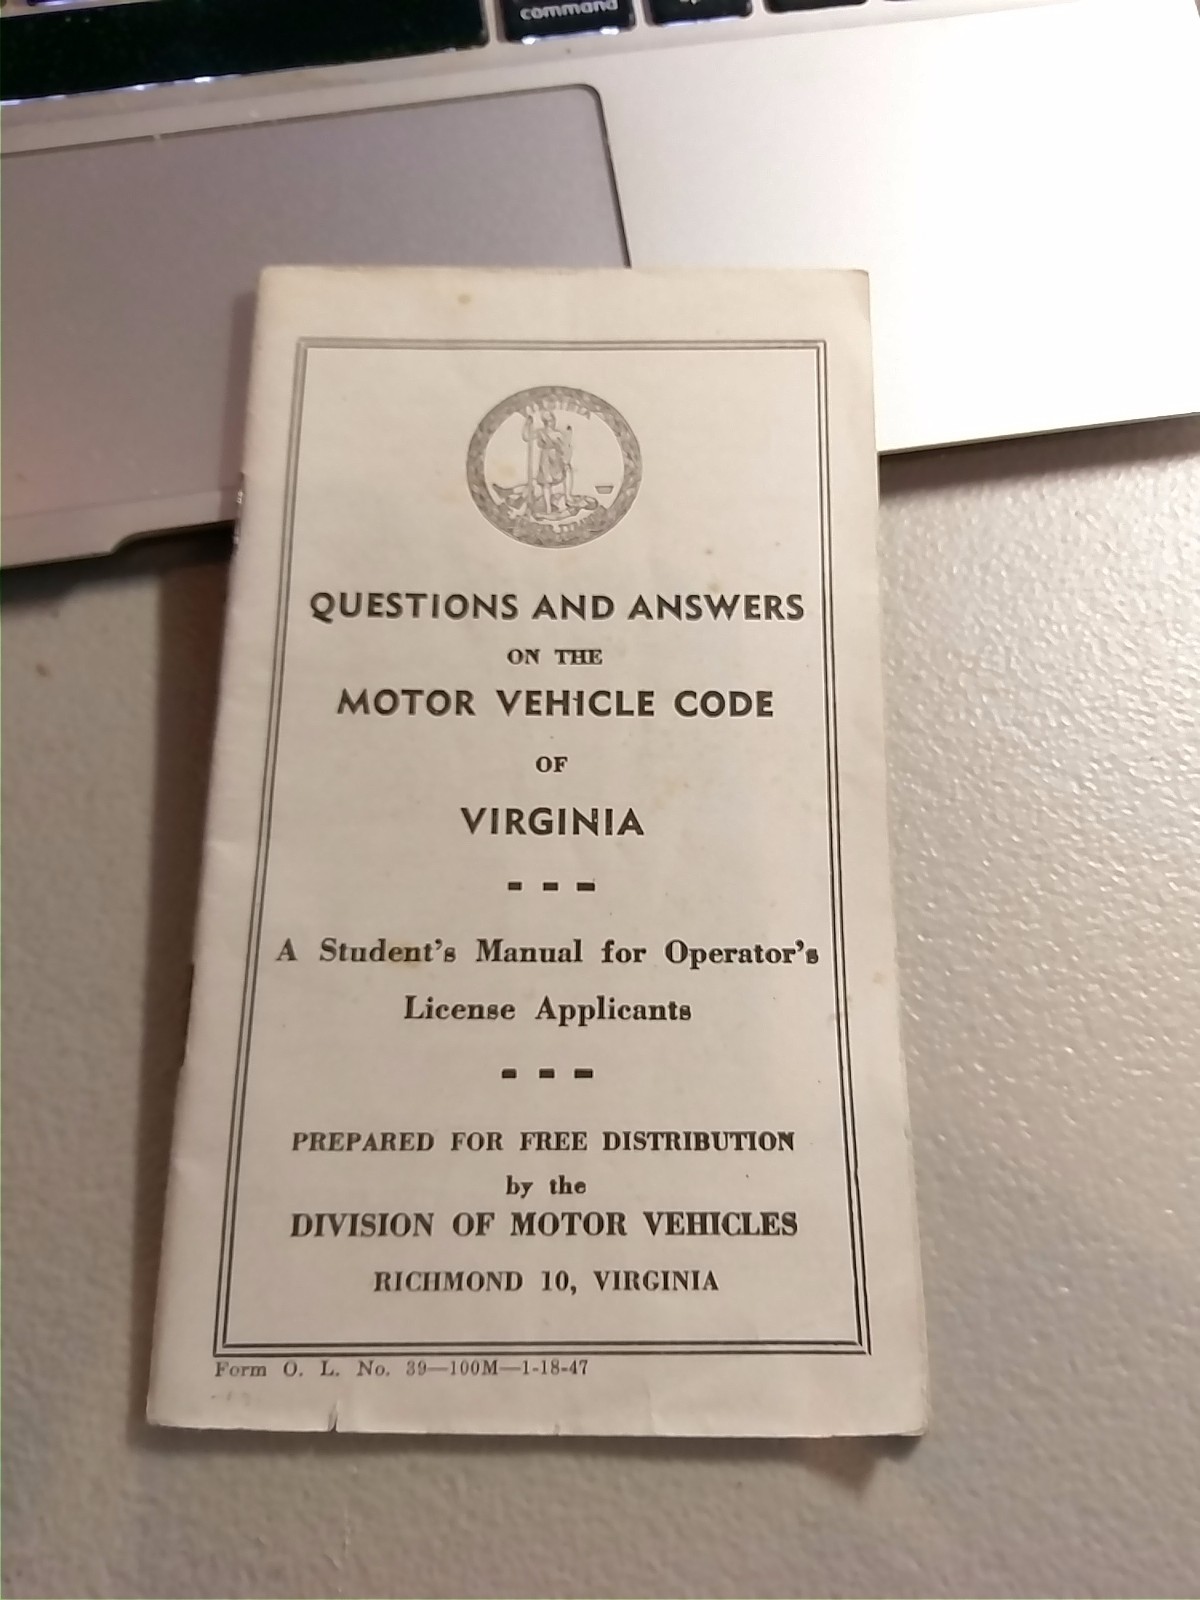 command
VIRGINIA
QUESTIONS AND ANSWERS
ON THE
MOTOR VEHICLE CODE
OF
VIRGINIA
A Student's Manual for Operator's
License Applicants
PREPARED FOR FREE DISTRIBUTION
by the
DIVISION OF MOTOR VEHICLES
RICHMOND 10, VIRGINIA
Form O. L. No. 39—100M—1-18-47